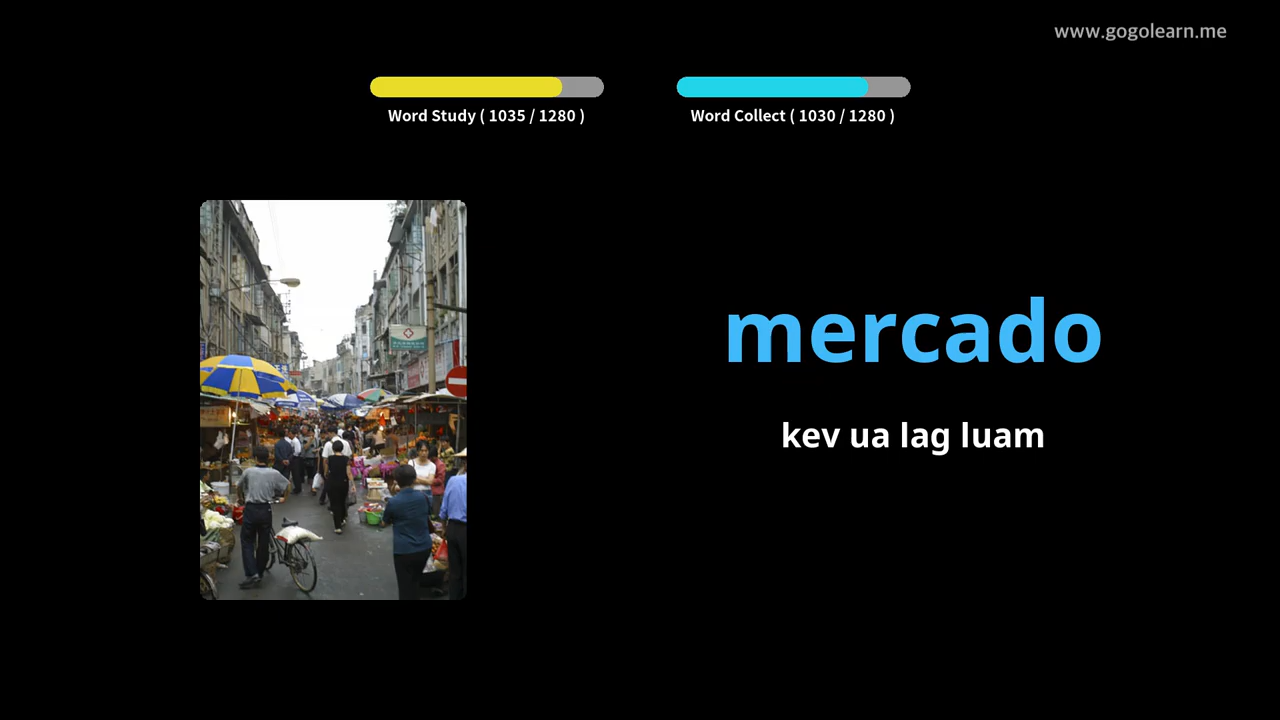 www.gogolearn.me
Word Study ( 1035 / 1280 )
Word Collect ( 1030 / 1280 )
mercado
kev ua lag luam